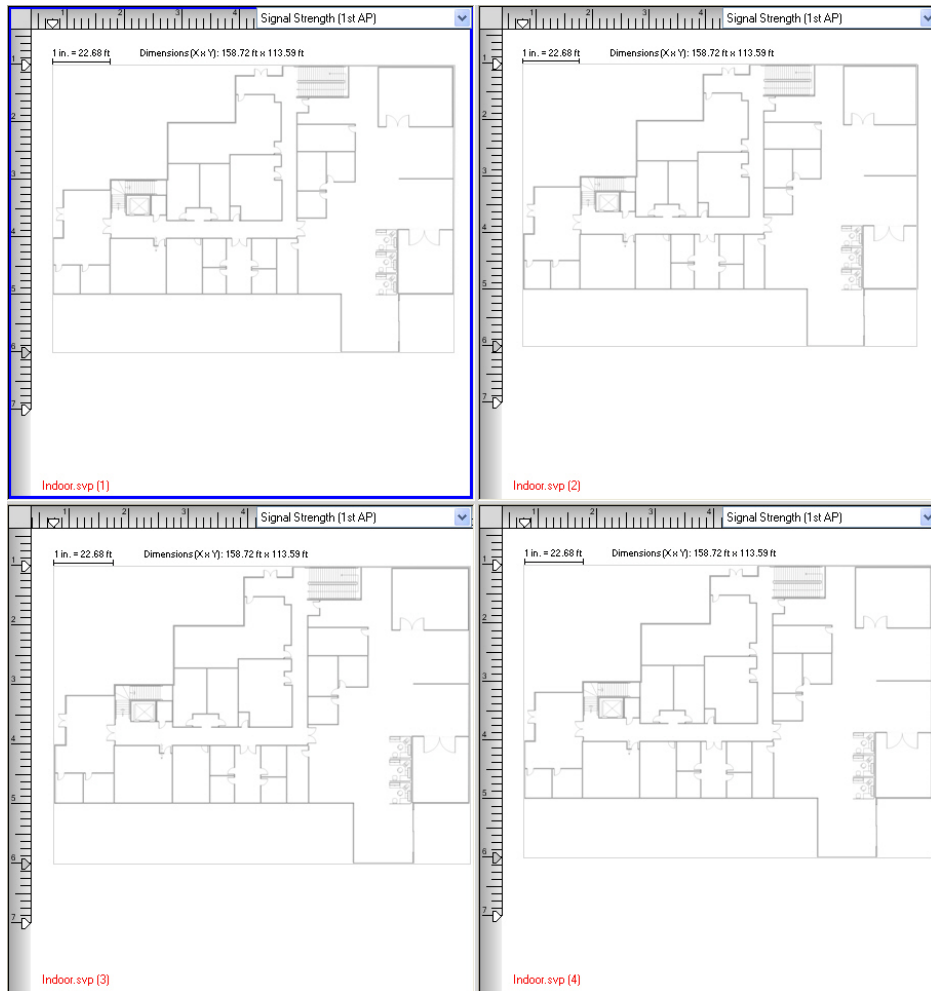 1 2 3 4 Signal Strength (1st AP)
1 in. = 22.68 ft Dimensions (X x Y): 158.72 ft x 113.59 ft
1
2
3
4
5
6
7
Indoor.svp (1)
1 2 3 4 Signal Strength (1st AP)
1 in. = 22.68 ft Dimensions (X x Y): 158.72 ft x 113.59 ft
1
2
3
4
5
6
7
Indoor.svp (2)
1 2 3 4 Signal Strength (1st AP)
1 in. = 22.68 ft Dimensions (X x Y): 158.72 ft x 113.59 ft
1
2
3
4
5
6
7
Indoor.svp (3)
1 2 3 4 Signal Strength (1st AP)
1 in. = 22.68 ft Dimensions (X x Y): 158.72 ft x 113.59 ft
1
2
3
4
5
6
7
Indoor.svp (4)